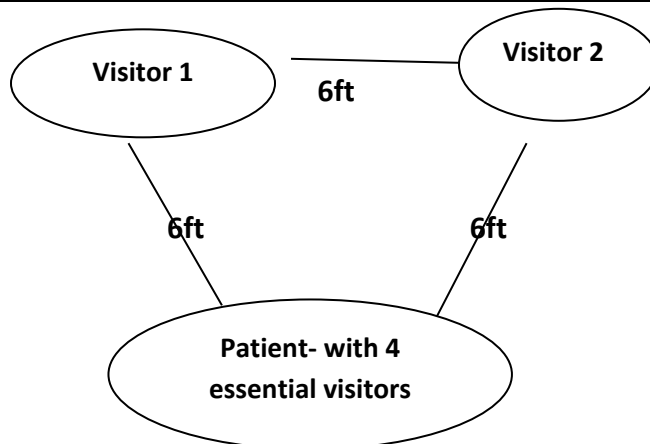 Visitor 1
Visitor 2
6ft
6ft
6ft
Patient- with 4
essential visitors